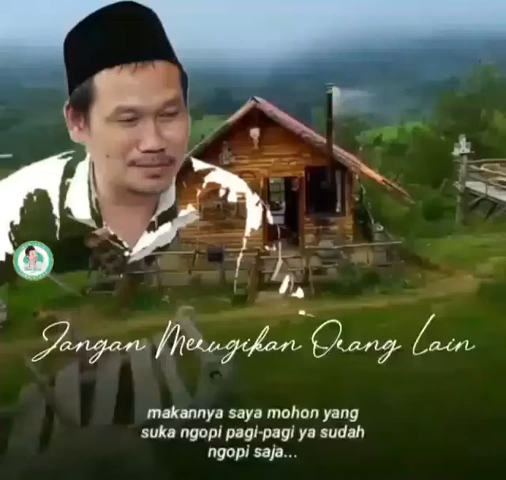 Jangan Merugikan Orang Lain
makannya saya mohon yang
suka ngopi pagi-pagi ya sudah
ngopi saja...